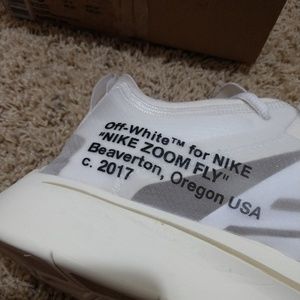 Off-White™ for NIKE
"NIKE ZOOM FLY"
Beaverton, Oregon USA
c. 2017